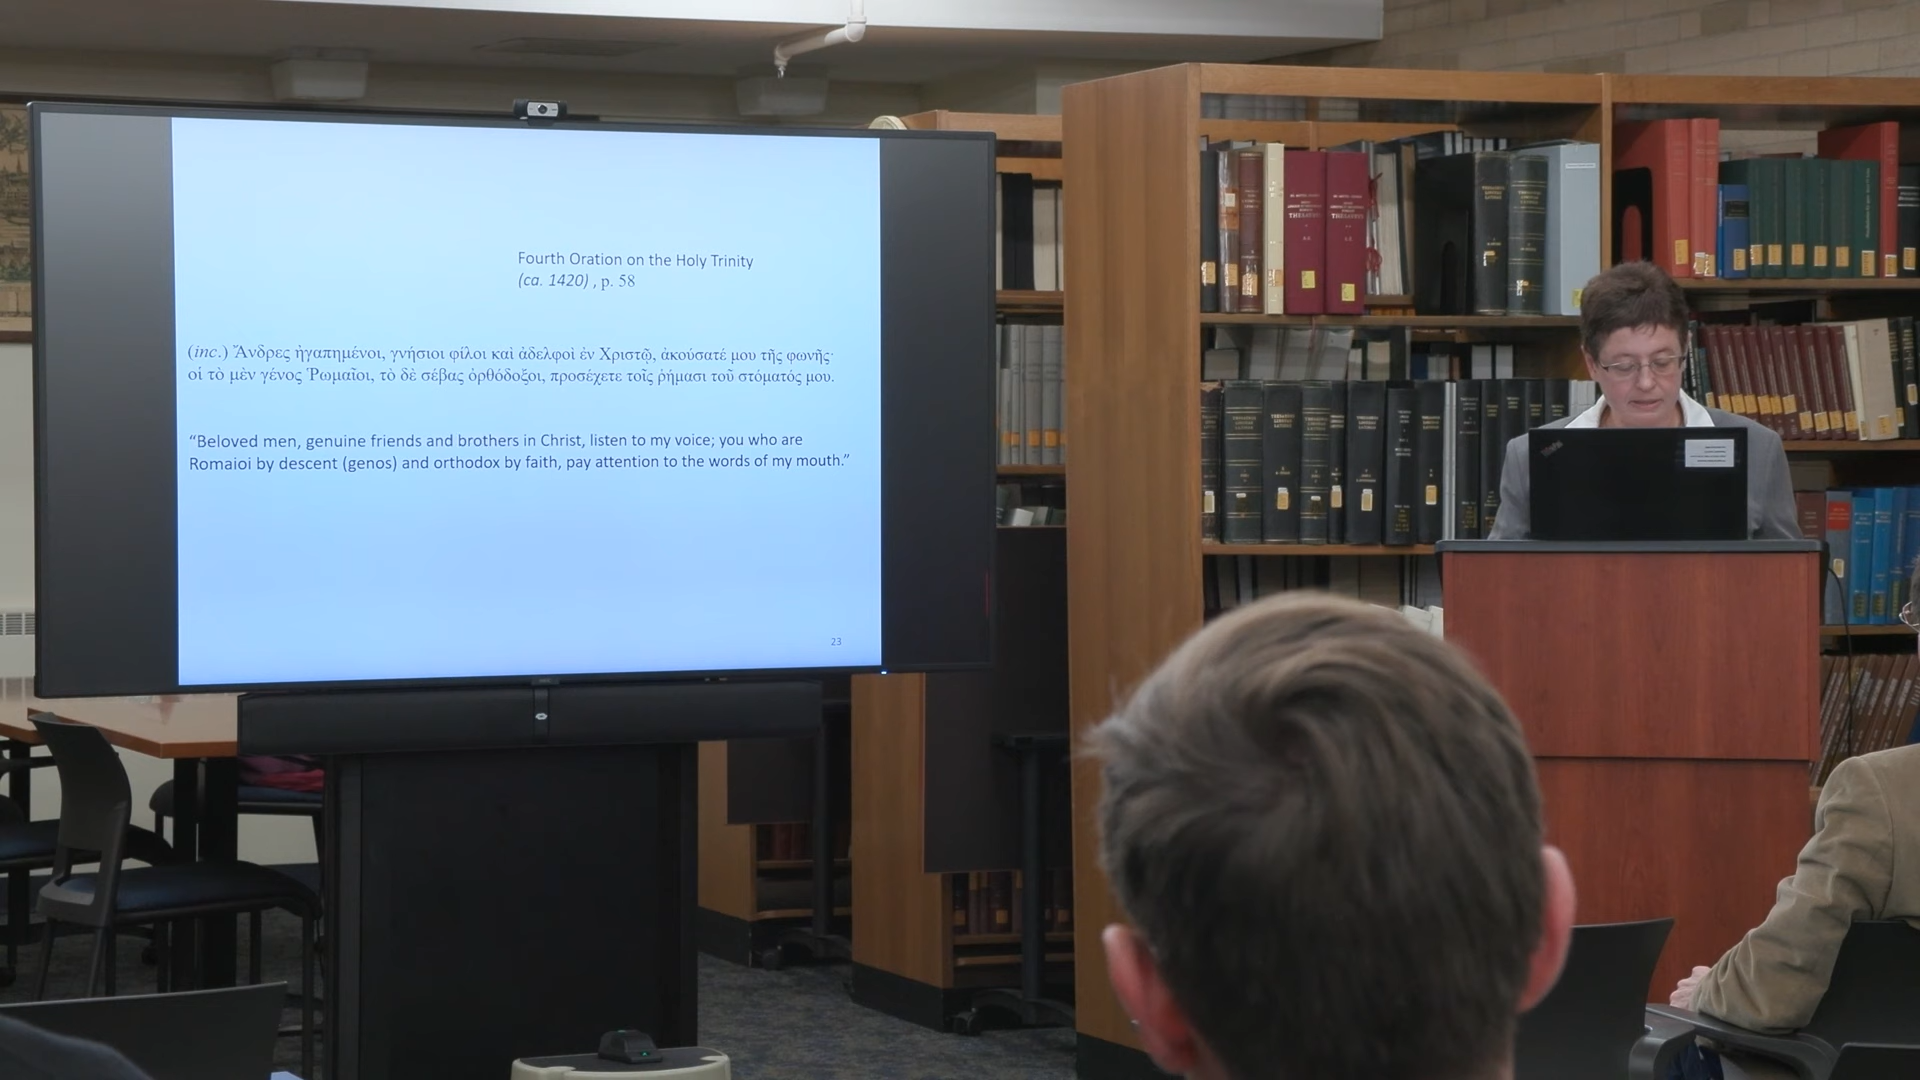 Fourth Oration on the Holy Trinity
(ca. 1420) , p. 58
(inc.) Ἄνδρες ἠγαπημένοι, γνήσιοι φίλοι καὶ ἀδελφοὶ ἐν Χριστῷ, ἀκούσατέ μου τῆς φωνῆς·
οἱ τὸ μὲν γένος Ῥωμαῖοι, τὸ δὲ σέβας ὀρθόδοξοι, προσέχετε τοῖς ῥήμασι τοῦ στόματός μου.
“Beloved men, genuine friends and brothers in Christ, listen to my voice; you who are
Romaioi by descent (genos) and orthodox by faith, pay attention to the words of my mouth.”
23
THESAURUS
THESAURUS